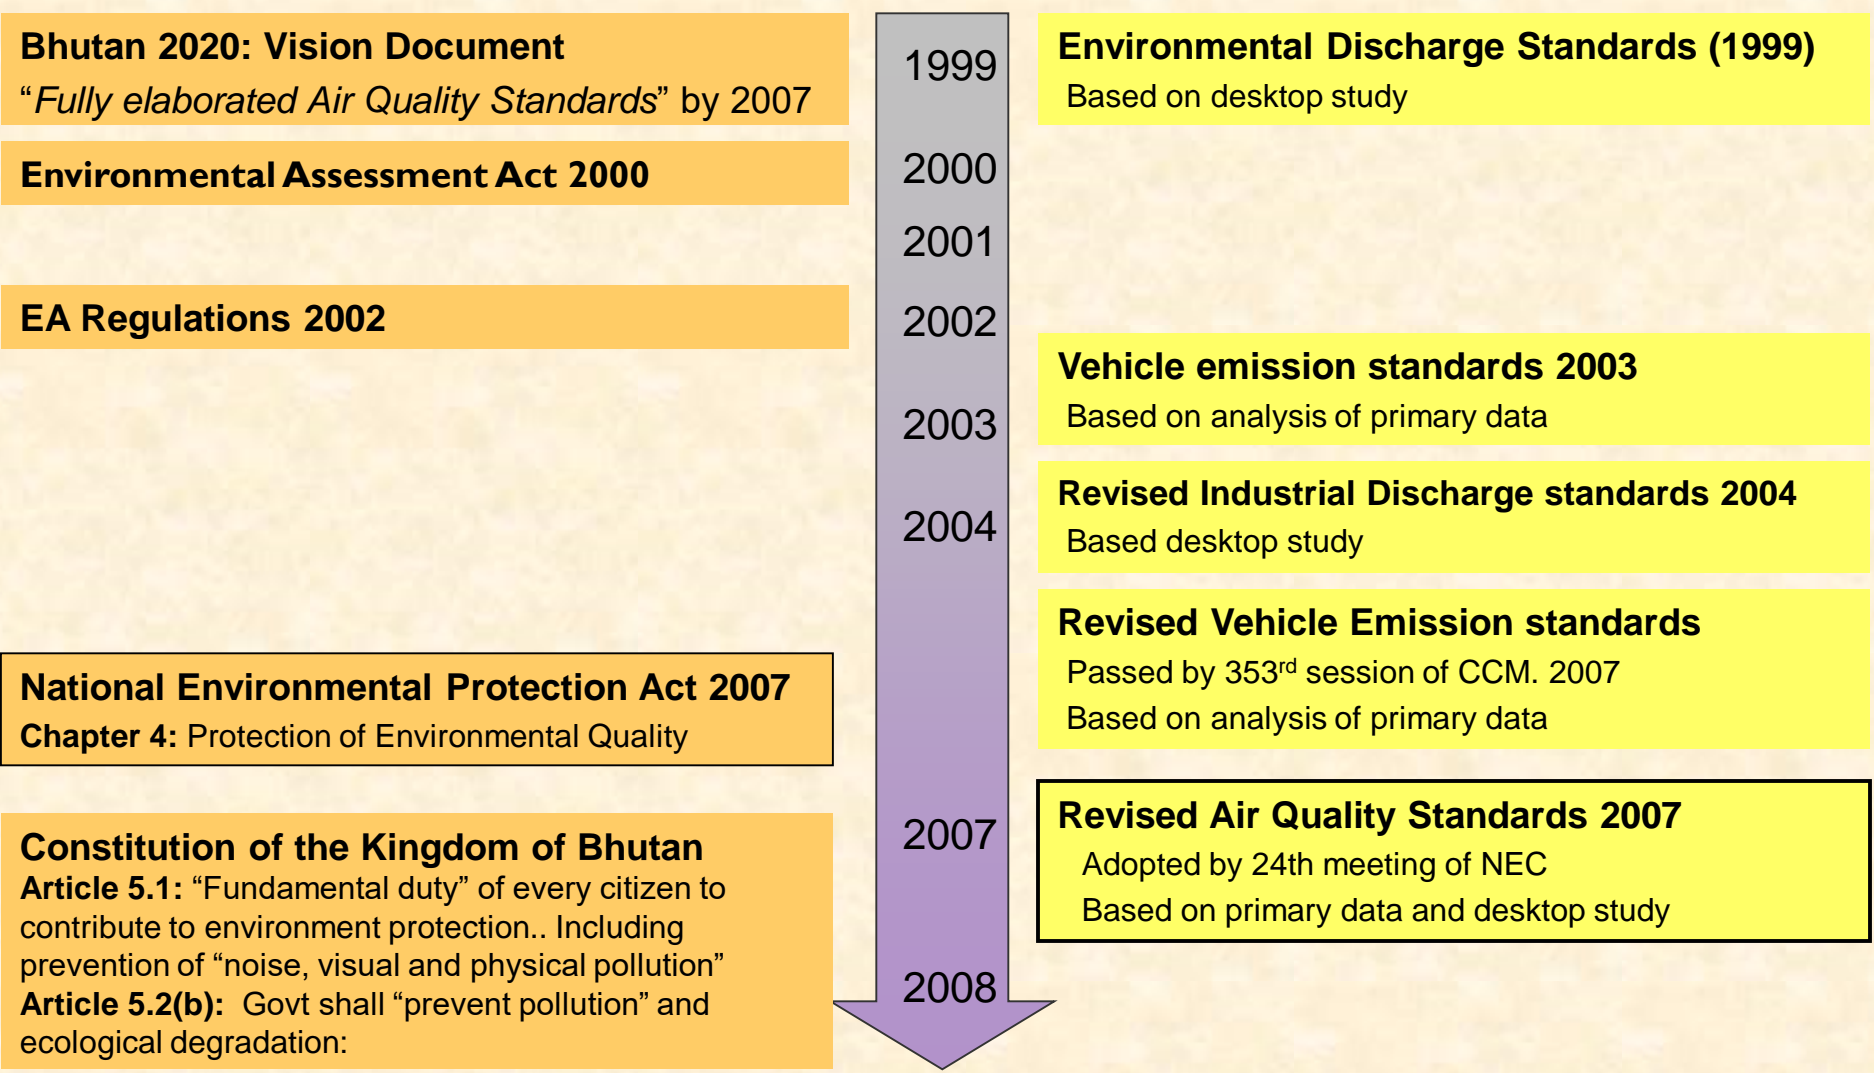 Bhutan 2020: Vision Document
“Fully elaborated Air Quality Standards” by 2007
Environmental Assessment Act 2000
EA Regulations 2002
National Environmental Protection Act 2007
Chapter 4: Protection of Environmental Quality
Constitution of the Kingdom of Bhutan
Article 5.1: “Fundamental duty” of every citizen to
contribute to environment protection.. Including
prevention of “noise, visual and physical pollution”
Article 5.2(b): Govt shall “prevent pollution” and
ecological degradation:
1999
2000
2001
2002
2003
2004
2007
2008
Environmental Discharge Standards (1999)
Based on desktop study
Vehicle emission standards 2003
Based on analysis of primary data
Revised Industrial Discharge standards 2004
Based desktop study
Revised Vehicle Emission standards
Passed by 353rd session of CCM. 2007
Based on analysis of primary data
Revised Air Quality Standards 2007
Adopted by 24th meeting of NEC
Based on primary data and desktop study